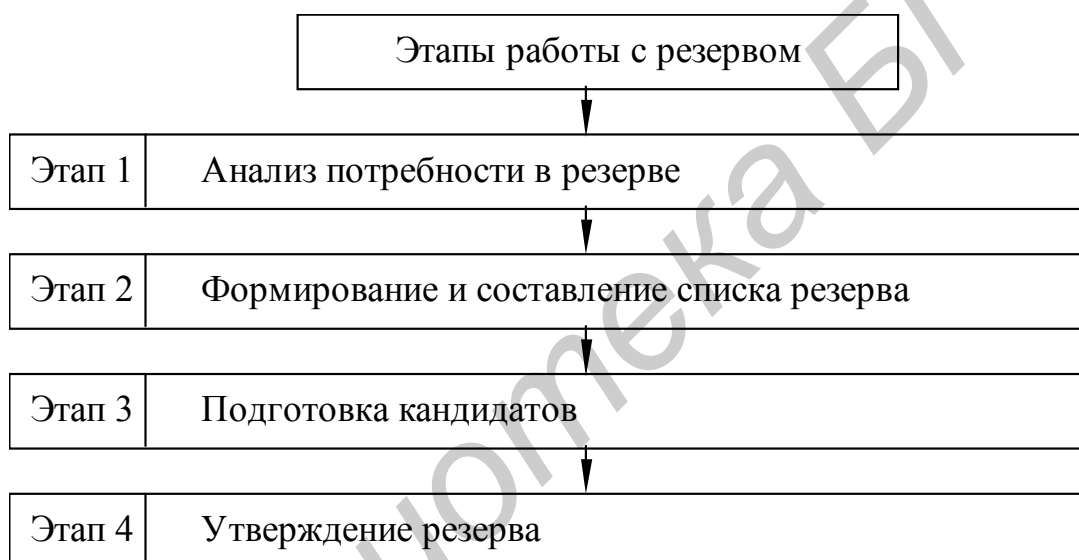 Этапы работы с резервом
Этап 1 Анализ потребности в резерве
Этап 2 Формирование и составление списка резерва
Этап 3 Подготовка кандидатов
Этап 4 Утверждение резерва